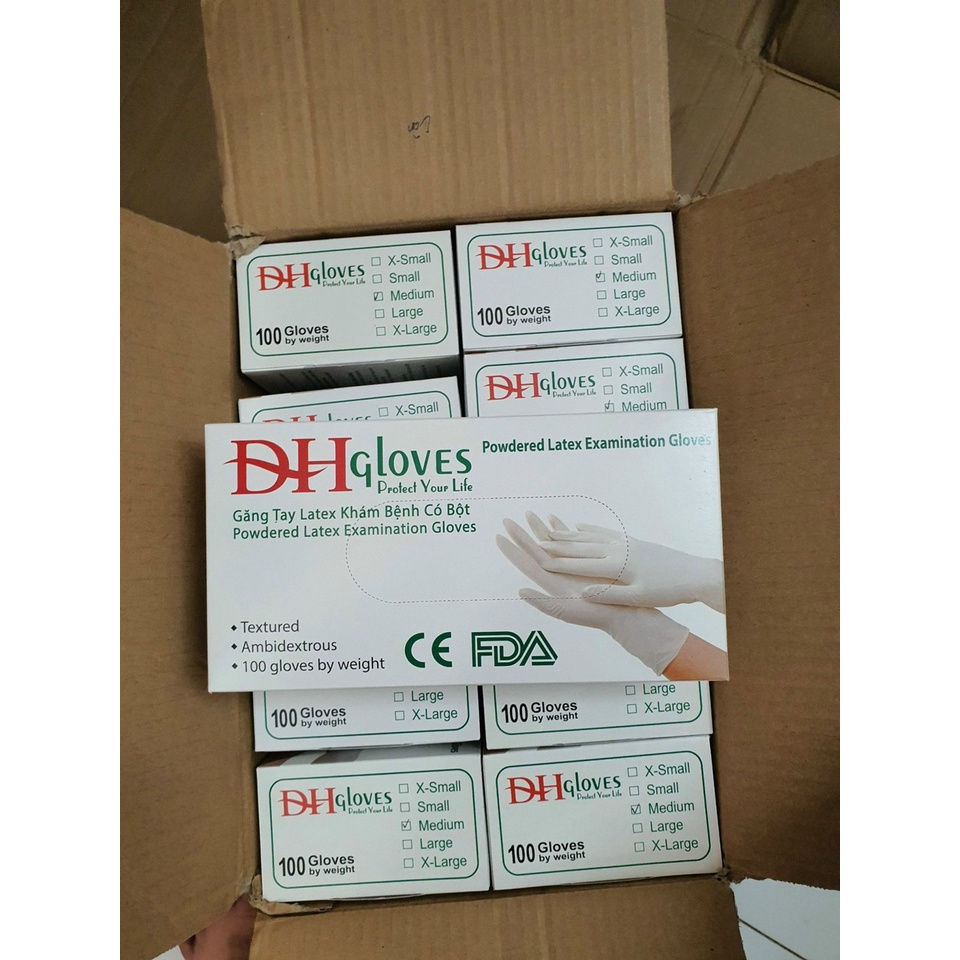 Lân
DHgloves
Protect Your Life
100 Gloves
by weight
X-Small
Small
Medium
Large
X-Large
DHgloves
Protect Your Life
100 Gloves
by weight
X-Small
Small
Medium
Large
X-Large
X-Small
DHgloves
Protect Your Life
X-Small
Small
Medium
DHgloves
Protect Your Life
Powdered Latex Examination Gloves
Găng Tay Latex Khám Bệnh Có Bột
Powdered Latex Examination Gloves
Textured
Ambidextrous
100 gloves by weight
CE FDA
100 Gloves
by weight
Large
X-Large
100 Gloves
by weight
Large
X-Large
DHgloves
Protect Your Life
100 Gloves
by weight
X-Small
Small
Medium
Large
X-Large
DHgloves
Protect Your Life
100 Gloves
by weight
X-Small
Small
Medium
Large
X-Large